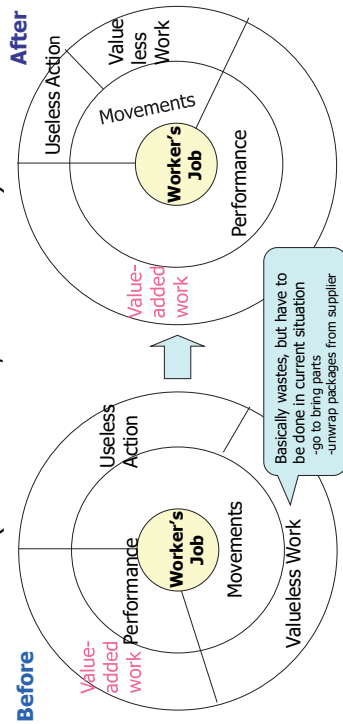 Before
Value-
added
work
Performance
Useless
Action
Worker's
Job
Movements
Valueless Work
Basically wastes, but have to
be done in current situation
-go to bring parts
-unwrap packages from supplier
After
Useless Action
Value
less
Work
Movements
Worker's
Job
Performance
Value-
added
work